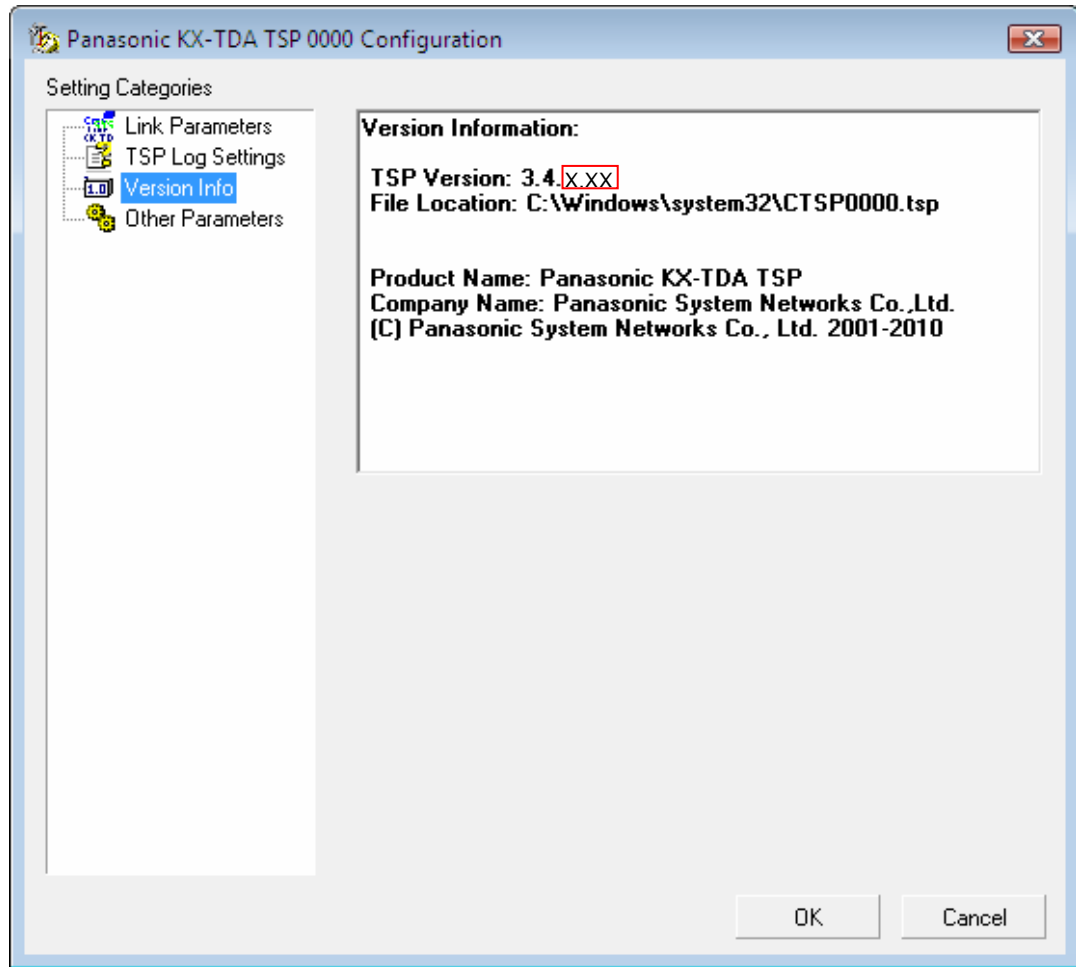 Panasonic KX-TDA TSP 0000 Configuration
Setting Categories
Link Parameters
TSP Log Settings
Version Info
Other Parameters
Version Information:
TSP Version: 3.4.X.XX
File Location: C:\Windows\system32\CTSP0000.tsp
Product Name: Panasonic KX-TDA TSP
Company Name: Panasonic System Networks Co.,Ltd.
(C) Panasonic System Networks Co., Ltd. 2001-2010
OK
Cancel